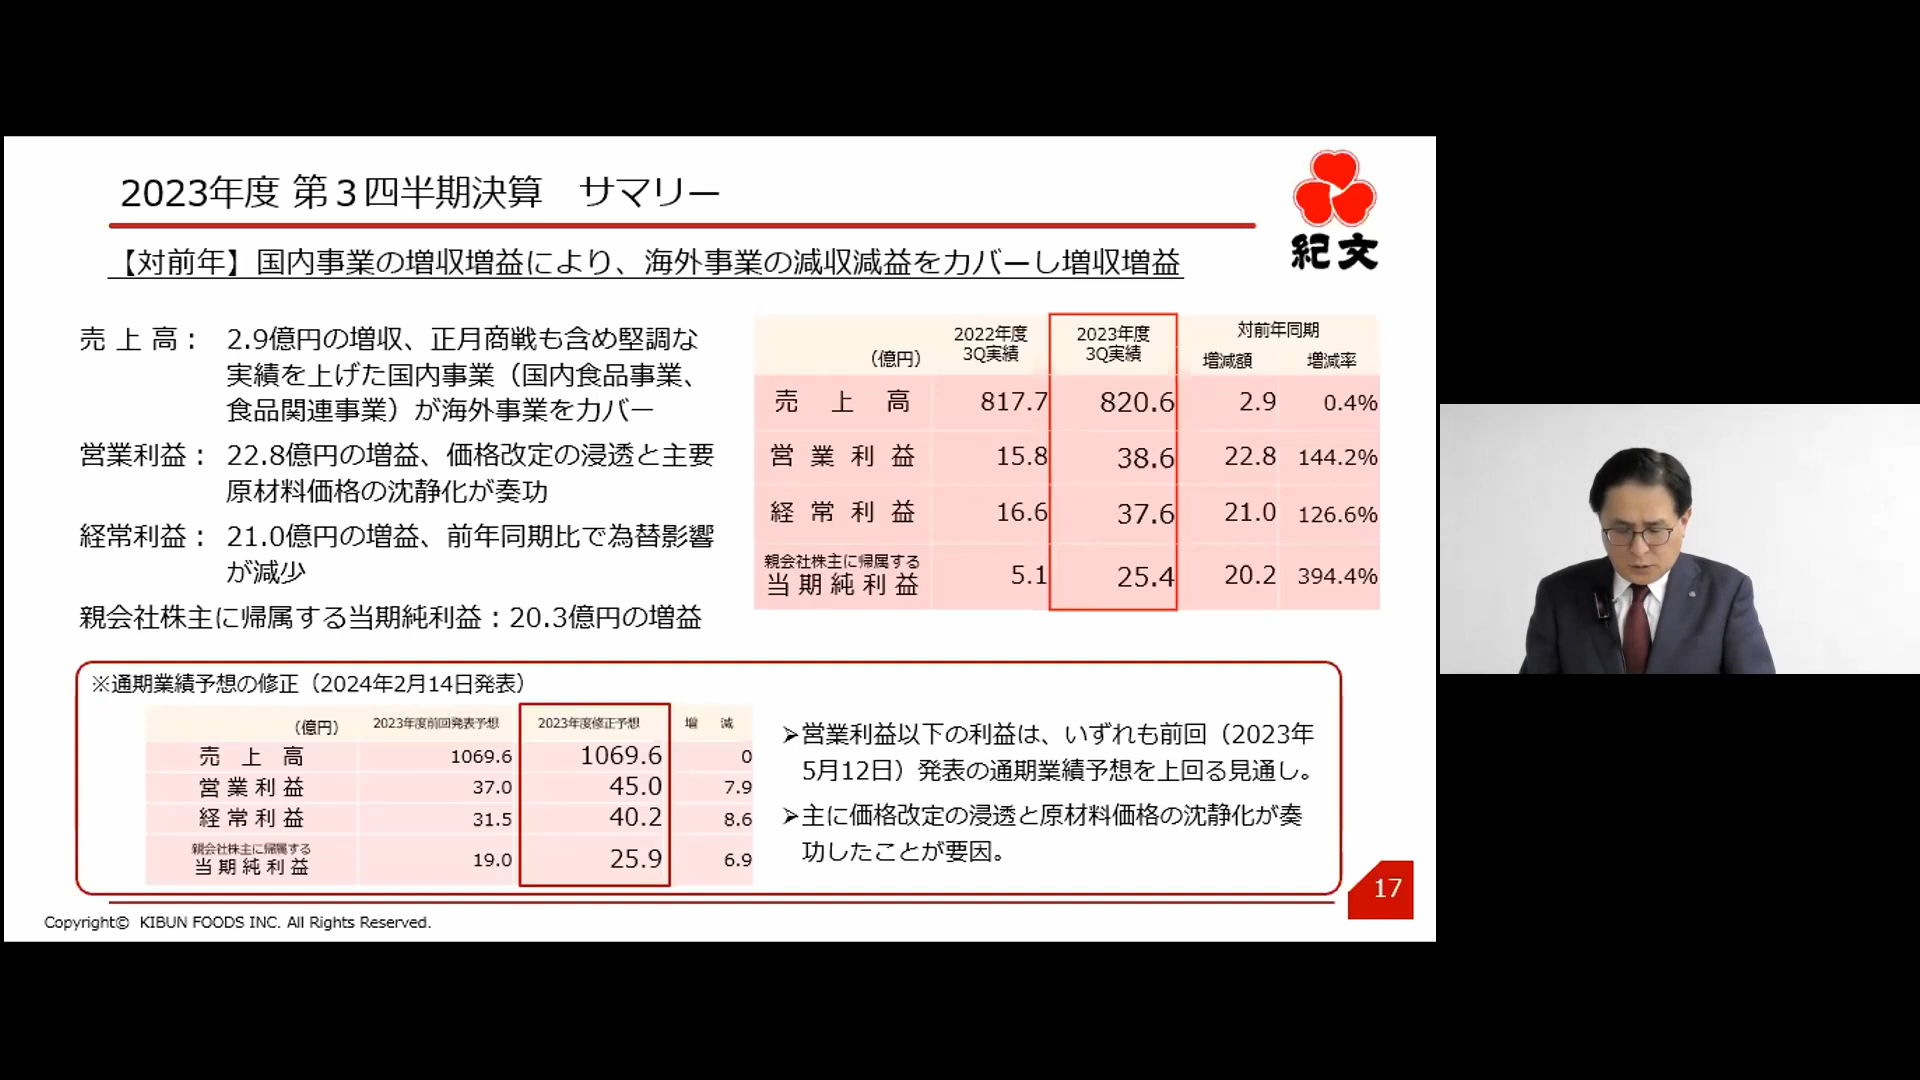 2023年度 第３四半期決算　サマリー
紀文
【対前年】国内事業の増収増益により、海外事業の減収減益をカバーし増収増益
売 上 高： 2.9億円の増収、正月商戦も含め堅調な
実績を上げた国内事業（国内食品事業、
食品関連事業）が海外事業をカバー
営業利益： 22.8億円の増益、価格改定の浸透と主要
原材料価格の沈静化が奏功
経常利益： 21.0億円の増益、前年同期比で為替影響
が減少
親会社株主に帰属する当期純利益：20.3億円の増益
2022年度 2023年度 対前年同期
（億円） 3Q実績 3Q実績 増減額 増減率
売 上 高 817.7 820.6 2.9 0.4%
営 業 利 益 15.8 38.6 22.8 144.2%
経 常 利 益 16.6 37.6 21.0 126.6%
親会社株主に帰属する
当 期 純 利 益 5.1 25.4 20.2 394.4%
※通期業績予想の修正（2024年2月14日発表）
（億円） 2023年度前回発表予想 2023年度修正予想 増 減
売 上 高 1069.6 1069.6 0
営 業 利 益 37.0 45.0 7.9
経 常 利 益 31.5 40.2 8.6
親会社株主に帰属する
当 期 純 利 益 19.0 25.9 6.9
➢営業利益以下の利益は、いずれも前回（2023年
5月12日）発表の通期業績予想を上回る見通し。
➢主に価格改定の浸透と原材料価格の沈静化が奏
功したことが要因。
17
Copyright© KIBUN FOODS INC. All Rights Reserved.